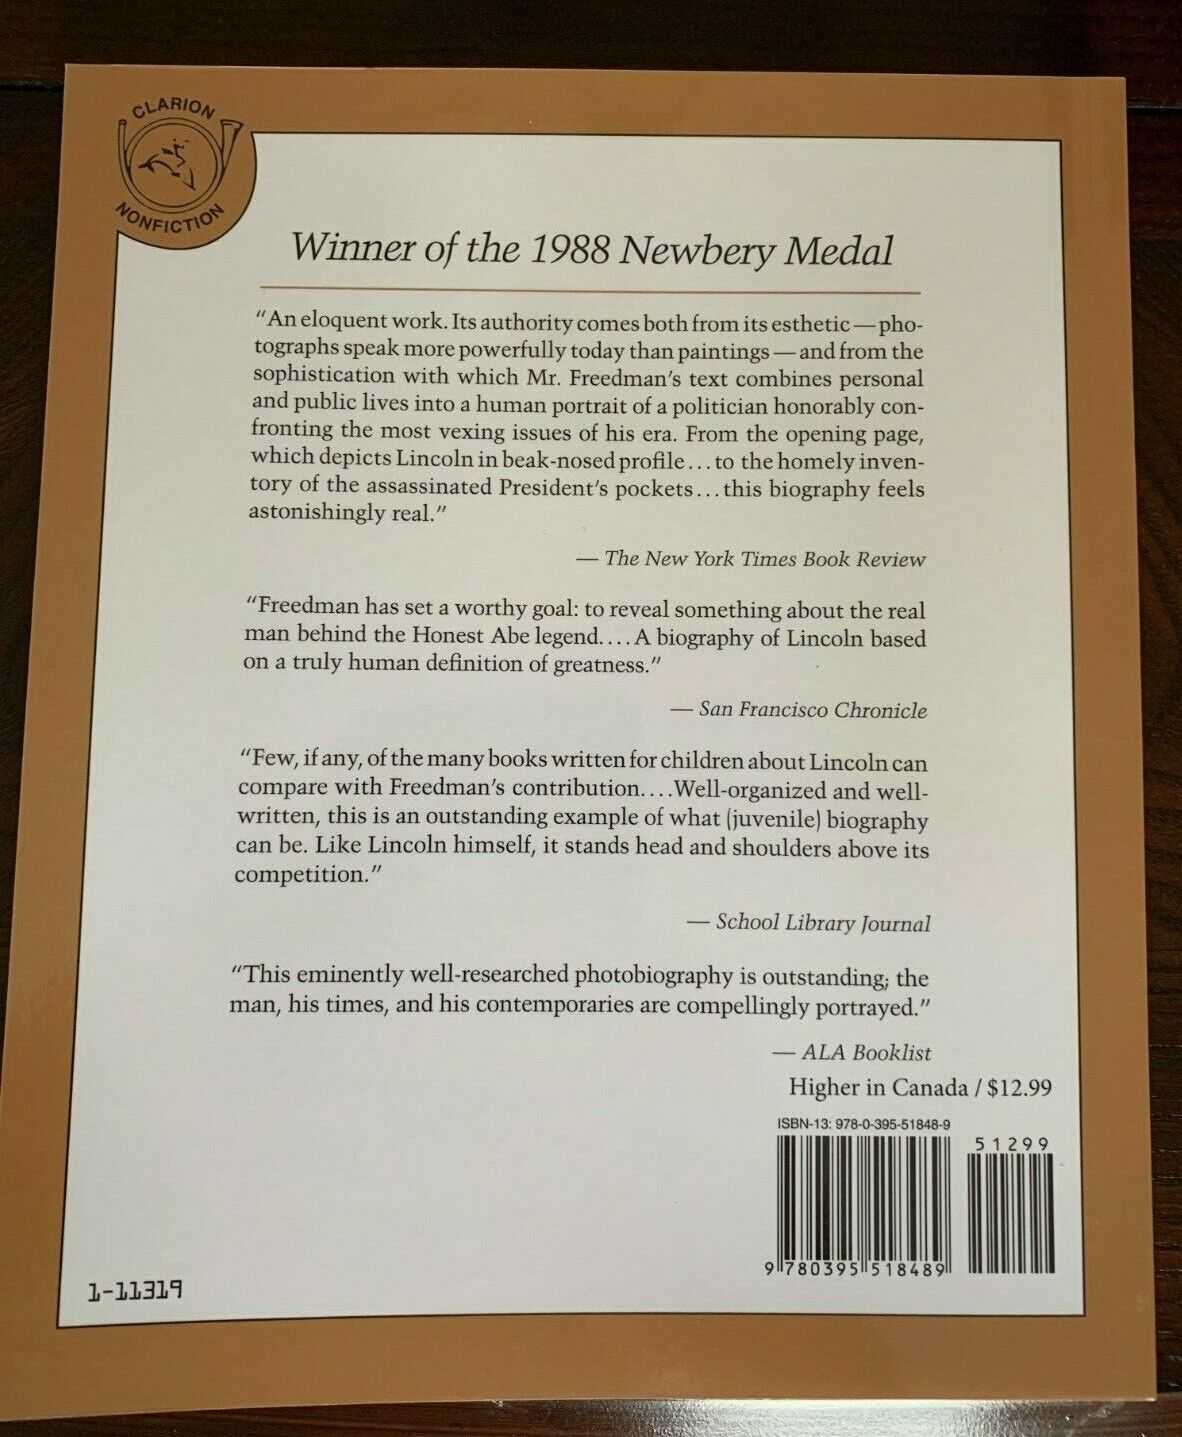 CLARION
NONFICTION
Winner of the 1988 Newbery Medal
“An eloquent work. Its authority comes both from its esthetic — pho-
tographs speak more powerfully today than paintings — and from the
sophistication with which Mr. Freedman’s text combines personal
and public lives into a human portrait of a politician honorably con-
fronting the most vexing issues of his era. From the opening page,
which depicts Lincoln in beak-nosed profile . . . to the homely inven-
tory of the assassinated President’s pockets . . . this biography feels
astonishingly real.”
— The New York Times Book Review
“Freedman has set a worthy goal: to reveal something about the real
man behind the Honest Abe legend. . . . A biography of Lincoln based
on a truly human definition of greatness.”
— San Francisco Chronicle
“Few, if any, of the many books written for children about Lincoln can
compare with Freedman’s contribution. . . . Well-organized and well-
written, this is an outstanding example of what (juvenile) biography
can be. Like Lincoln himself, it stands head and shoulders above its
competition.”
— School Library Journal
“This eminently well-researched photobiography is outstanding; the
man, his times, and his contemporaries are compellingly portrayed.”
— ALA Booklist
Higher in Canada / $12.99
ISBN-13: 978-0-395-51848-9
51299
9 780395 518489
1-11319